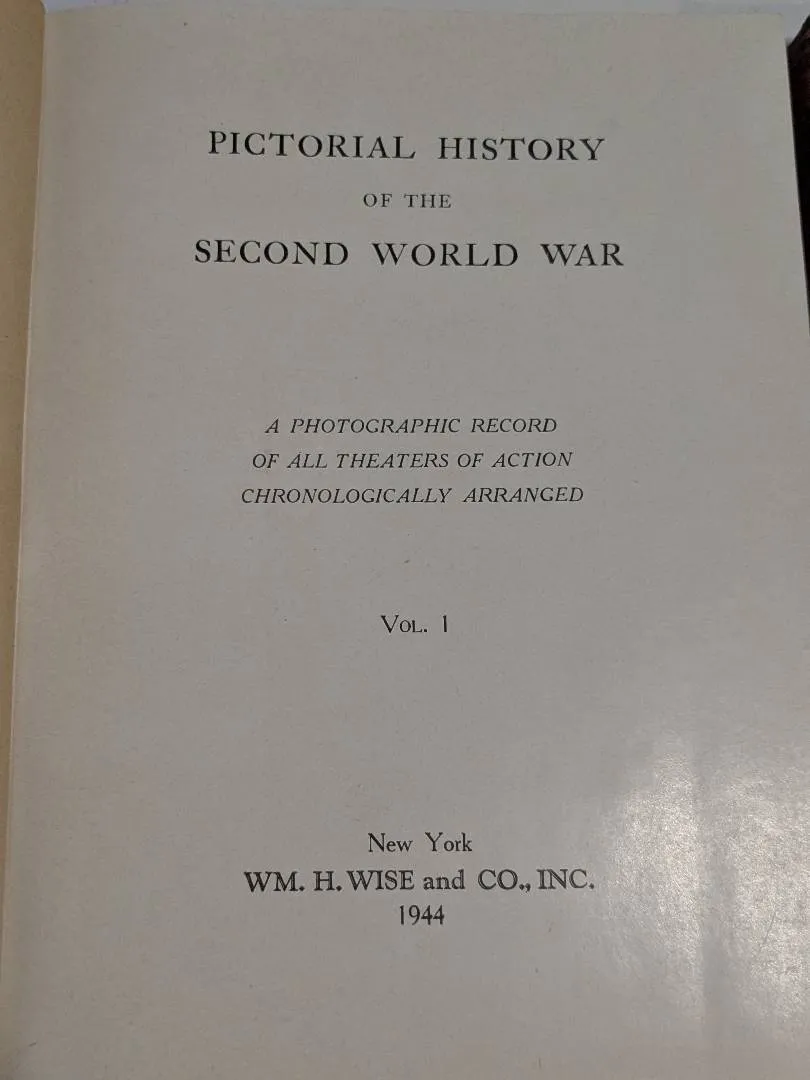 PICTORIAL HISTORY
OF THE
SECOND WORLD WAR
A PHOTOGRAPHIC RECORD
OF ALL THEATERS OF ACTION
CHRONOLOGICALLY ARRANGED
VOL. I
New York
WM. H. WISE and CO., INC.
1944